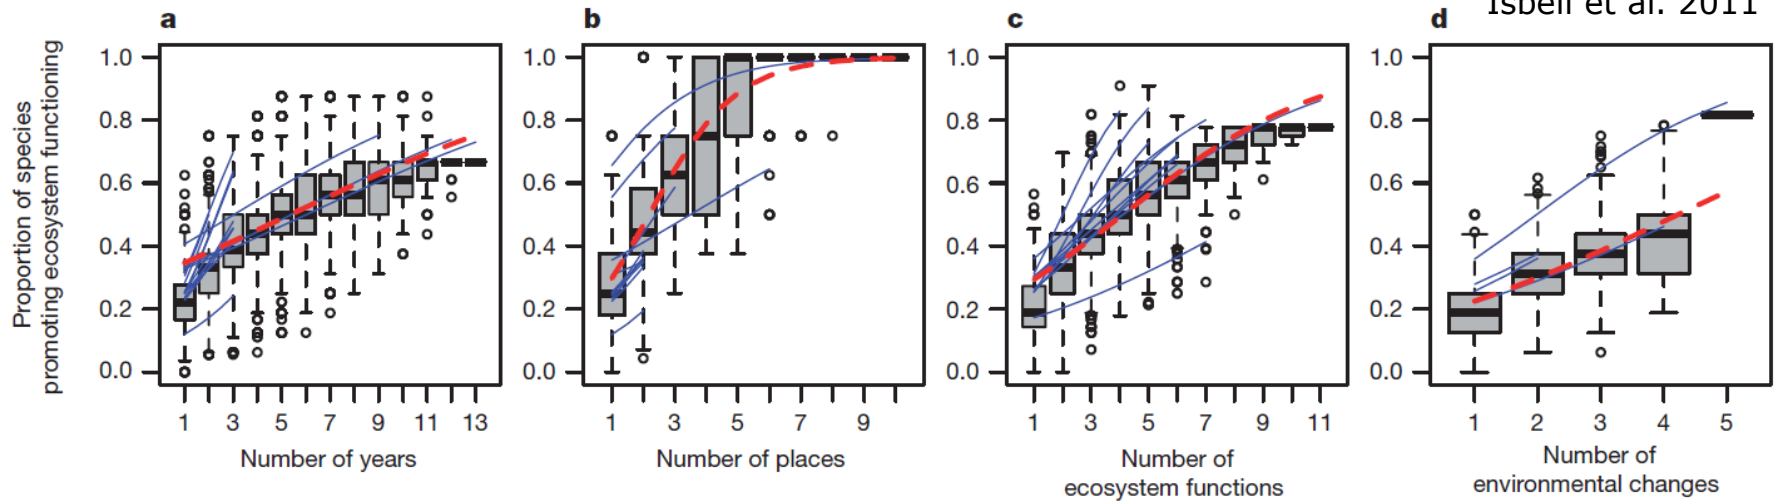 Isbell et al. 2011
a
b
c
d
Proportion of species
promoting ecosystem functioning
1.0
0.8
0.6
0.4
0.2
0.0
1 3 5 7 9 11 13
Number of years
1.0
0.8
0.6
0.4
0.2
0.0
1 3 5 7 9
Number of places
1.0
0.8
0.6
0.4
0.2
0.0
1 3 5 7 9 11
Number of
ecosystem functions
1.0
0.8
0.6
0.4
0.2
0.0
1 2 3 4 5
Number of
environmental changes